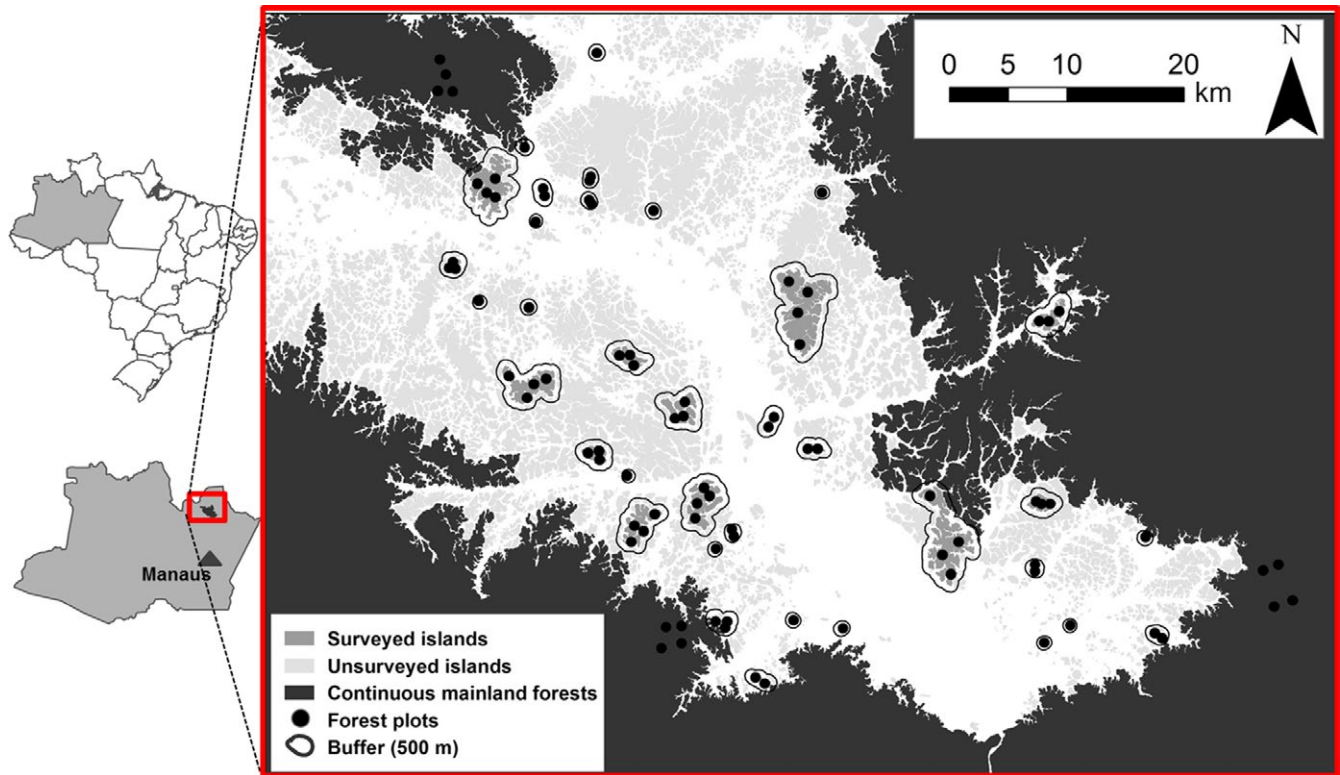 N
0 5 10 20
km
Manaus
Surveyed islands
Unsurveyed islands
Continuous mainland forests
Forest plots
Buffer (500 m)